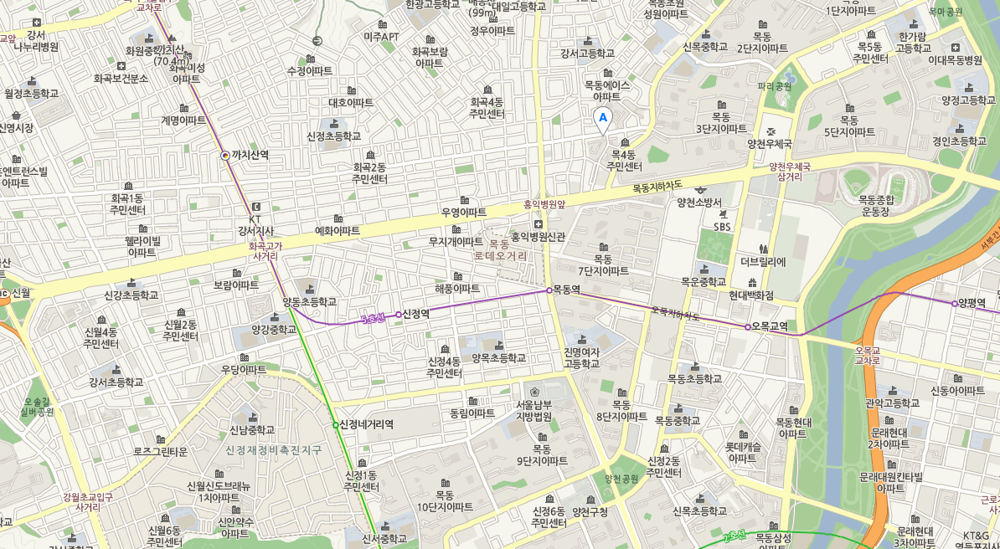 교차로
한광고등학교
(99m)
대일고등학교
목동초등
성원아파트
1단지아파트
목마공원
강서
나누리병원
미주APT
정우아파트
신목중학교
목동
2단지아파트
목5동
주민센터
한가람
고등학교
이대목동병원
까치산
(70.4m)
화곡미성
아파트
화곡보건분소
수정아파트
화곡보람
아파트
강서고등학교
목동에이스
아파트
파리공원
양정고등학교
월정초등학교
대호아파트
화곡4동
주민센터
A
신영시장
계명아파트
신정초등학교
목동
3단지아파트
목동
5단지아파트
양천우체국
경인초등학교
까치산역
화곡2동
주민센터
목4동
주민센터
양천우체국
삼거리
아파트
화곡1동
주민센터
목동지하차도
양천소방서
목동종합
운동장
KT
강서지사
우영아파트
홍익병원앞
SBS
웰라이빌
아파트
예화아파트
무지개아파트
홍익병원신관
목동
로데오거리
화곡고가
사거리
목동
7단지아파트
더브릴리에
보람아파트
해풍아파트
목운중학교
현대백화점
신월
신강초등학교
양동초등학교
목동역
오목지하차도
양평역
5호선
신정역
오목교역
신월4동
주민센터
신월2동
주민센터
양강중학교
신정4동
주민센터
양목초등학교
진명여자
고등학교
오목교
교차로
우당아파트
강서초등학교
목동초등학교
신동아아파트
오솔길
실버공원
동림아파트
서울남부
지방법원
목동
8단지아파트
목동중학교
목동현대
아파트
관악고등학교
신남중학교
신정네거리역
문래현대
2차아파트
로즈그린타운
신정재정비촉진지구
목동
9단지아파트
롯데캐슬
아파트
신정2동
주민센터
신정1동
주민센터
양천공원
문래대원칸타빌
아파트
신월신도브래뉴
1차아파트
목동
10단지아파트
강월초교입구
사거리
신정6동
주민센터
양천구청
신목초등학교
신안약수
아파트
신월6동
주민센터
신서중학교
2호선
목동삼성
아파트
문래현대
3차아파트
KT&G